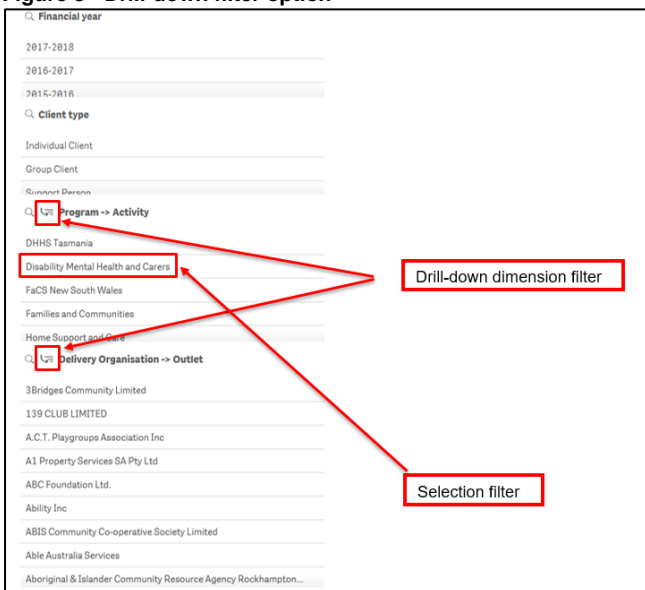 Figure 3 - Drill-down filter option
Financial year
2017-2018
2016-2017
2015-2016
Client type
Individual Client
Group Client
Support Person
Program -> Activity
DHHS Tasmania
Disability Mental Health and Carers
FaCS New South Wales
Families and Communities
Home Support and Care
Delivery Organisation -> Outlet
3Bridges Community Limited
139 CLUB LIMITED
A.C.T. Playgroups Association Inc
A1 Property Services SA Pty Ltd
ABC Foundation Ltd.
Ability Inc
ABIS Community Co-operative Society Limited
Able Australia Services
Aboriginal & Islander Community Resource Agency Rockhampton...
Drill-down dimension filter
Selection filter